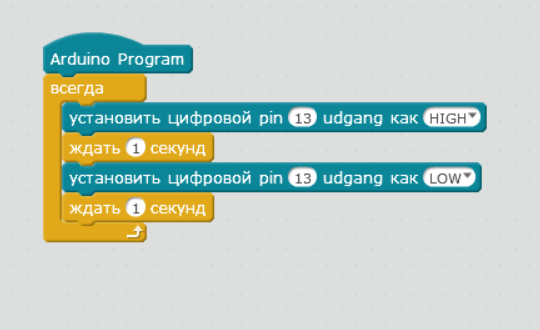 Arduino Program
всегда
установить цифровой pin 13 udgang как HIGH
ждать 1 секунд
установить цифровой pin 13 udgang как LOW
ждать 1 секунд